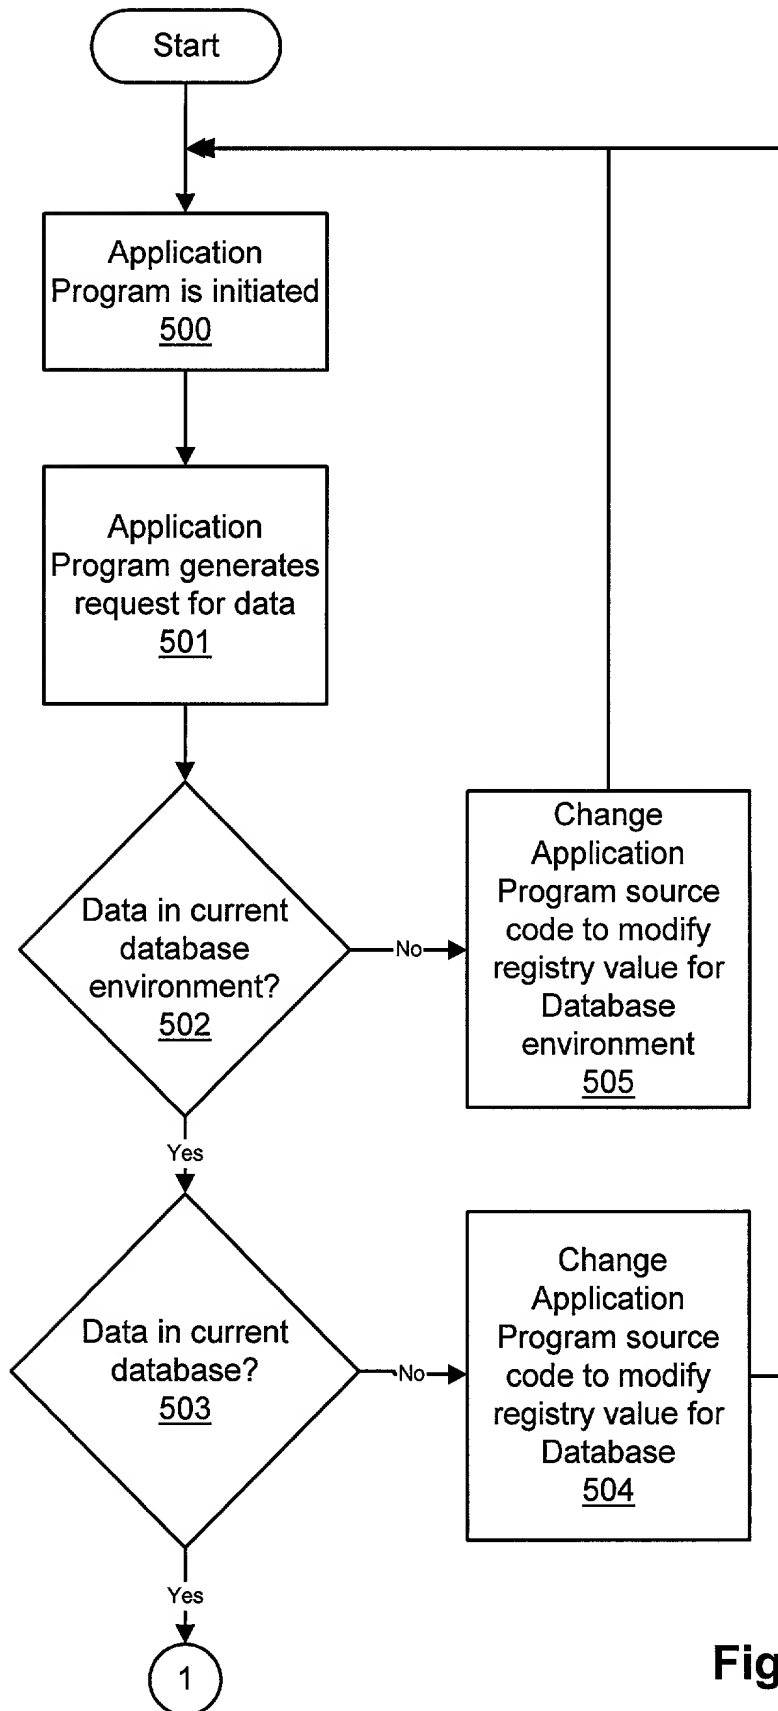 Start
Application
Program is initiated
500
Application
Program generates
request for data
501
Data in current
database
environment?
502
No
Change
Application
Program source
code to modify
registry value for
Database
environment
505
Yes
Data in current
database?
503
No
Change
Application
Program source
code to modify
registry value for
Database
504
Yes
1
Fig